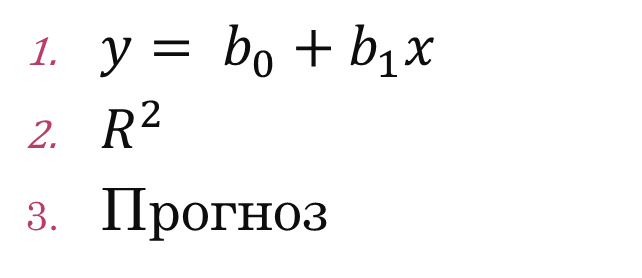 1. y = b₀ + b₁x
2. R²
3. Прогноз